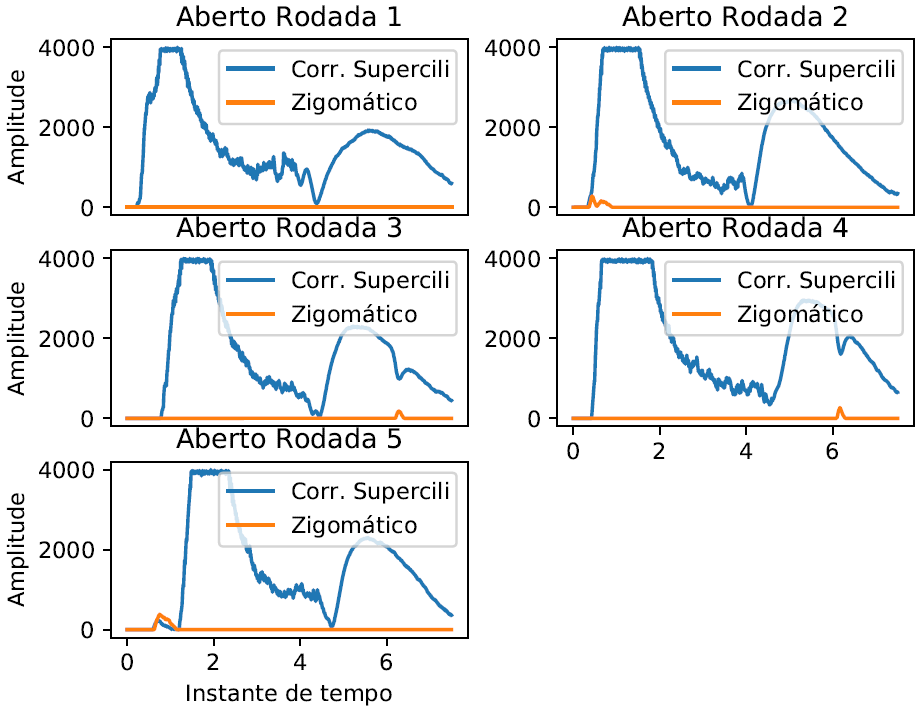 Aberto Rodada 1
4000
2000
0
Amplitude
Corr. Supercili
Zigomático
Aberto Rodada 2
4000
2000
0
Corr. Supercili
Zigomático
Aberto Rodada 3
4000
2000
0
Amplitude
Corr. Supercili
Zigomático
Aberto Rodada 4
4000
2000
0
Corr. Supercili
Zigomático
0 2 4 6
Aberto Rodada 5
4000
2000
0
Amplitude
Corr. Supercili
Zigomático
0 2 4 6
Instante de tempo